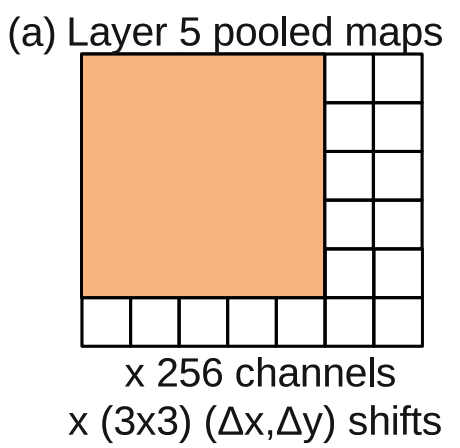 (a) Layer 5 pooled maps
x 256 channels
x (3x3) (Δx,Δy) shifts